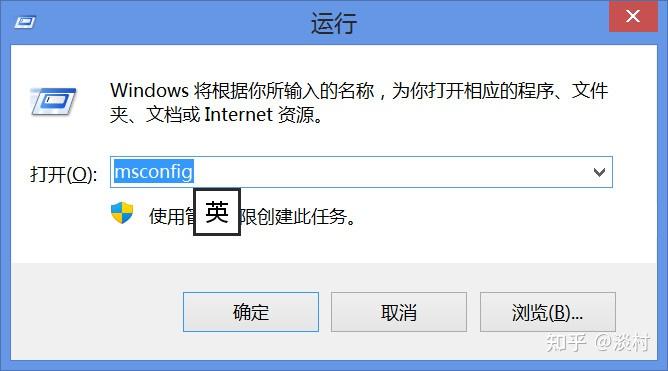 运行
Windows 将根据你所输入的名称，为你打开相应的程序、文件
夹、文档或 Internet 资源。
打开(O):
msconfig
英
使用管 限创建此任务。
确定
取消
浏览(B)...
知乎 @淡村